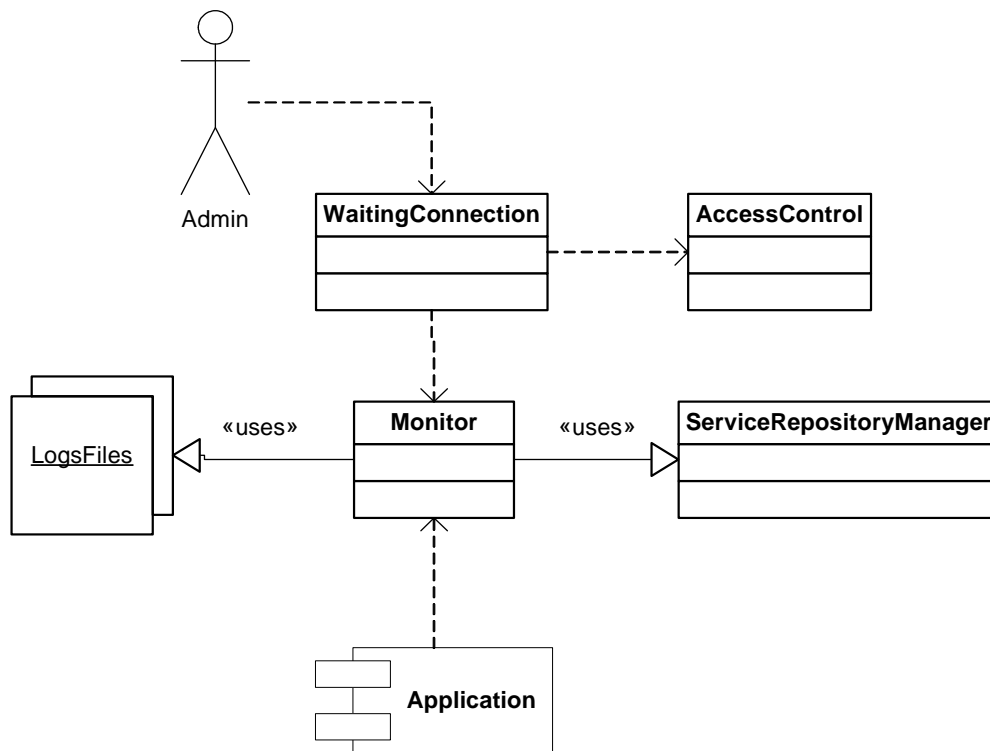 Admin
WaitingConnection
AccessControl
«uses»
Monitor
«uses»
ServiceRepositoryManager
LogsFiles
Application